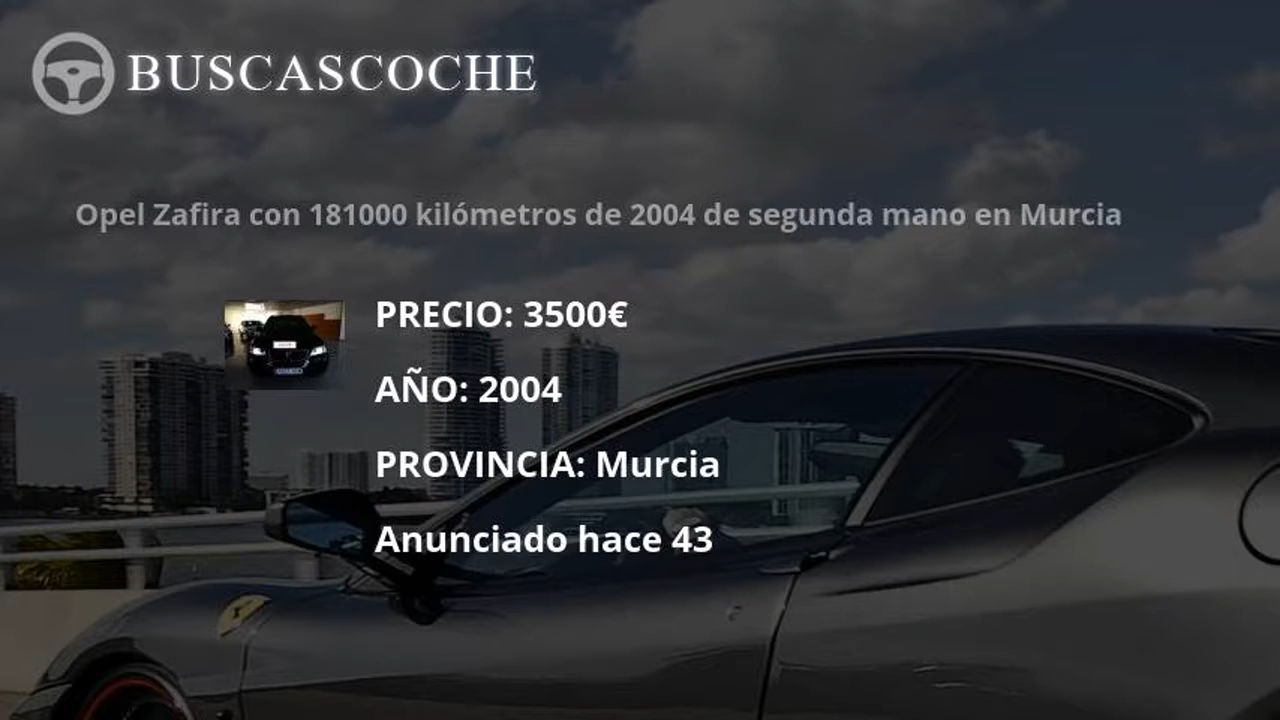 BUSCASCOCHE
Opel Zafira con 181000 kilómetros de 2004 de segunda mano en Murcia
PRECIO: 3500€
AÑO: 2004
PROVINCIA: Murcia
Anunciado hace 43